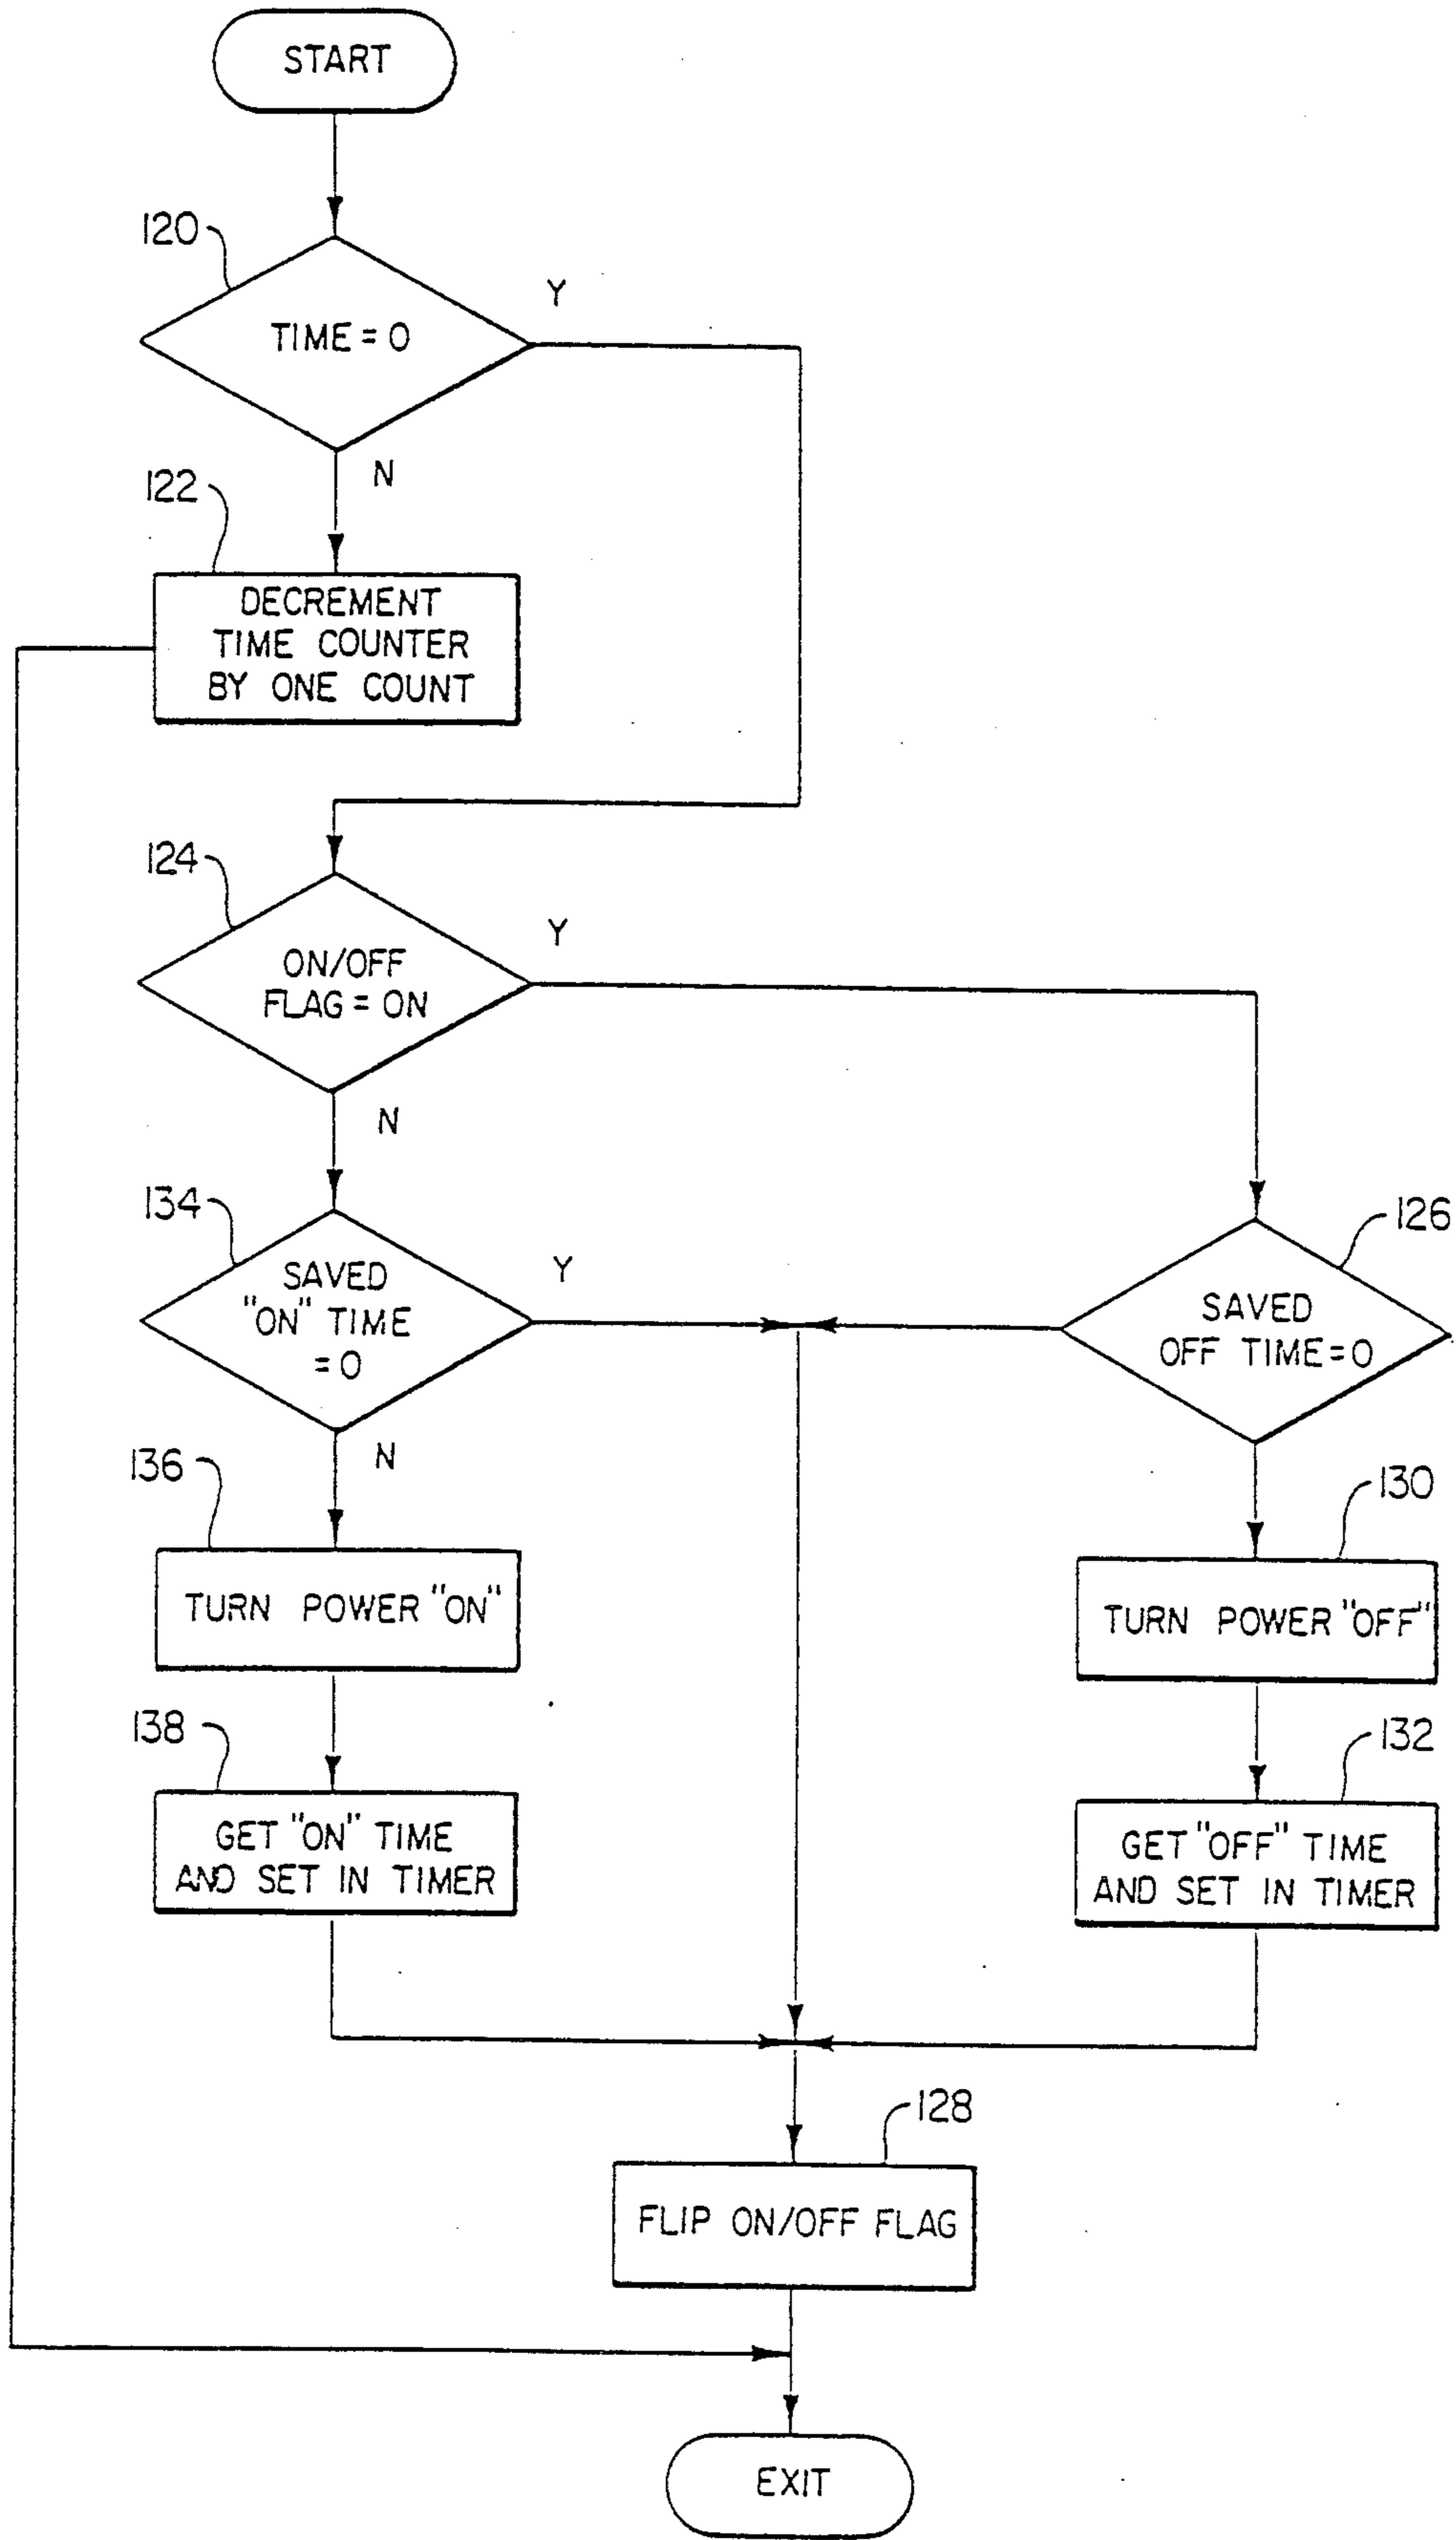 START
120
Y
TIME = 0
N
122
DECREMENT
TIME COUNTER
BY ONE COUNT
124
Y
ON/OFF
FLAG = ON
N
134
Y
SAVED
"ON" TIME
= 0
126
SAVED
OFF TIME = 0
N
136
130
TURN POWER "ON"
TURN POWER "OFF"
138
132
GET "ON" TIME
AND SET IN TIMER
GET "OFF" TIME
AND SET IN TIMER
128
FLIP ON/OFF FLAG
EXIT